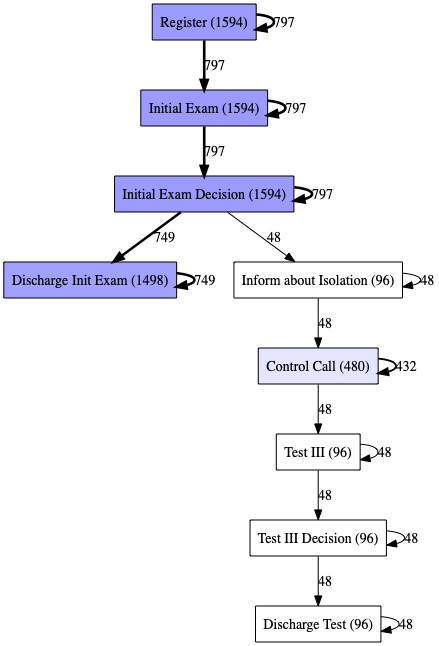 Register (1594)
797
797
Initial Exam (1594)
797
797
Initial Exam Decision (1594)
797
749
48
Discharge Init Exam (1498)
749
Inform about Isolation (96)
48
48
Control Call (480)
432
48
Test III (96)
48
48
Test III Decision (96)
48
48
Discharge Test (96)
48